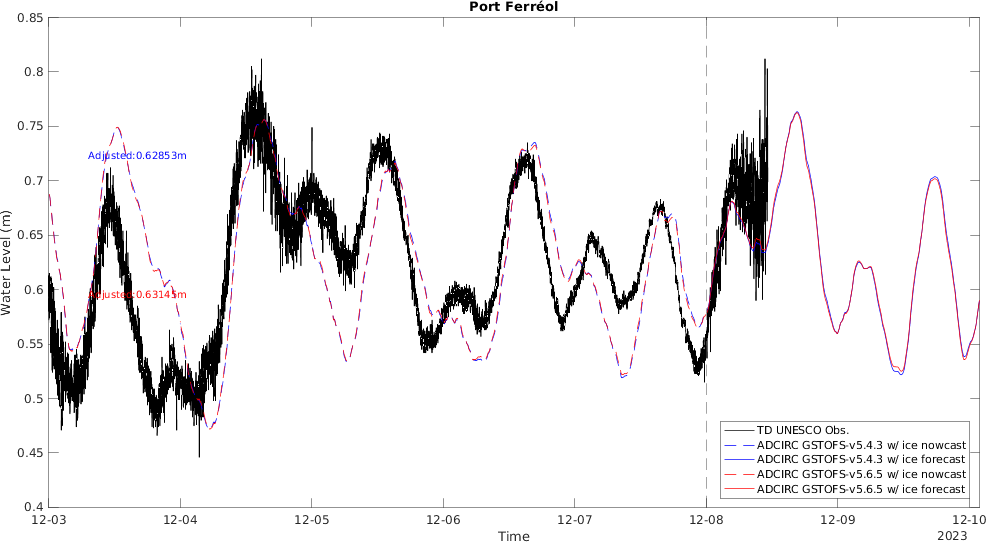 Port Ferréol
0.85
0.8
0.75
0.7
0.65
0.6
0.55
0.5
0.45
0.4
Water Level (m)
Adjusted:0.62853m
Adjusted:0.63145m
TD UNESCO Obs.
ADCIRC GSTOFS-v5.4.3 w/ ice nowcast
ADCIRC GSTOFS-v5.4.3 w/ ice forecast
ADCIRC GSTOFS-v5.6.5 w/ ice nowcast
ADCIRC GSTOFS-v5.6.5 w/ ice forecast
12-03 12-04 12-05 12-06 12-07 12-08 12-09 12-10
2023
Time